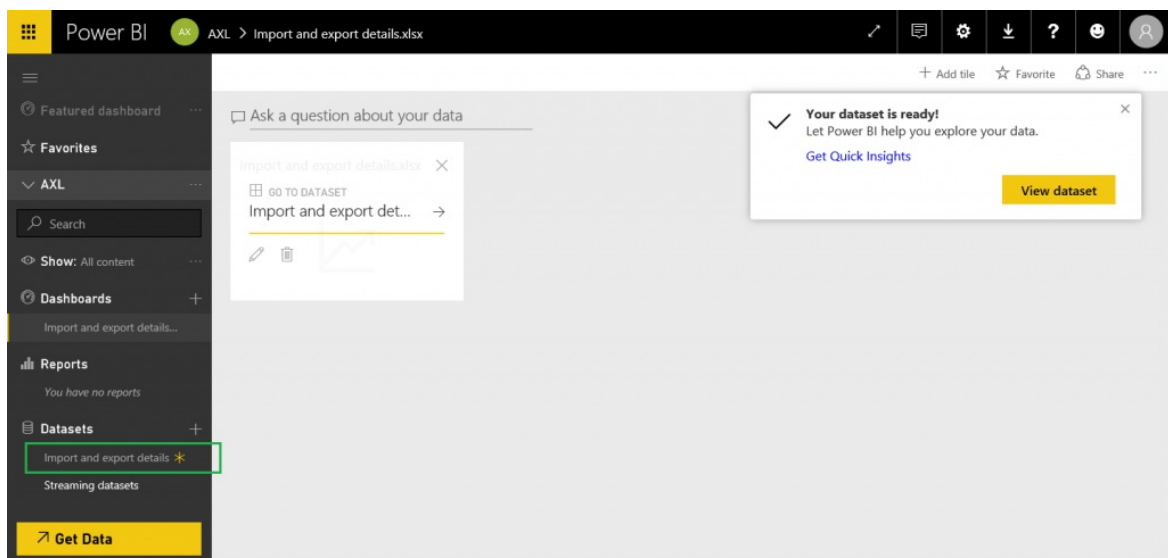 Power BI AX AXL > Import and export details.xlsx ?
Add tile Favorite Share ...
Featured dashboard ...
Favorites
AXL ...
Search
Show: All content ...
Dashboards +
Import and export details...
Reports
You have no reports
Datasets +
Import and export details
Streaming datasets
Get Data
Ask a question about your data
Import and export details.xlsx
GO TO DATASET
Import and export det...
Your dataset is ready!
Let Power BI help you explore your data.
Get Quick Insights
View dataset